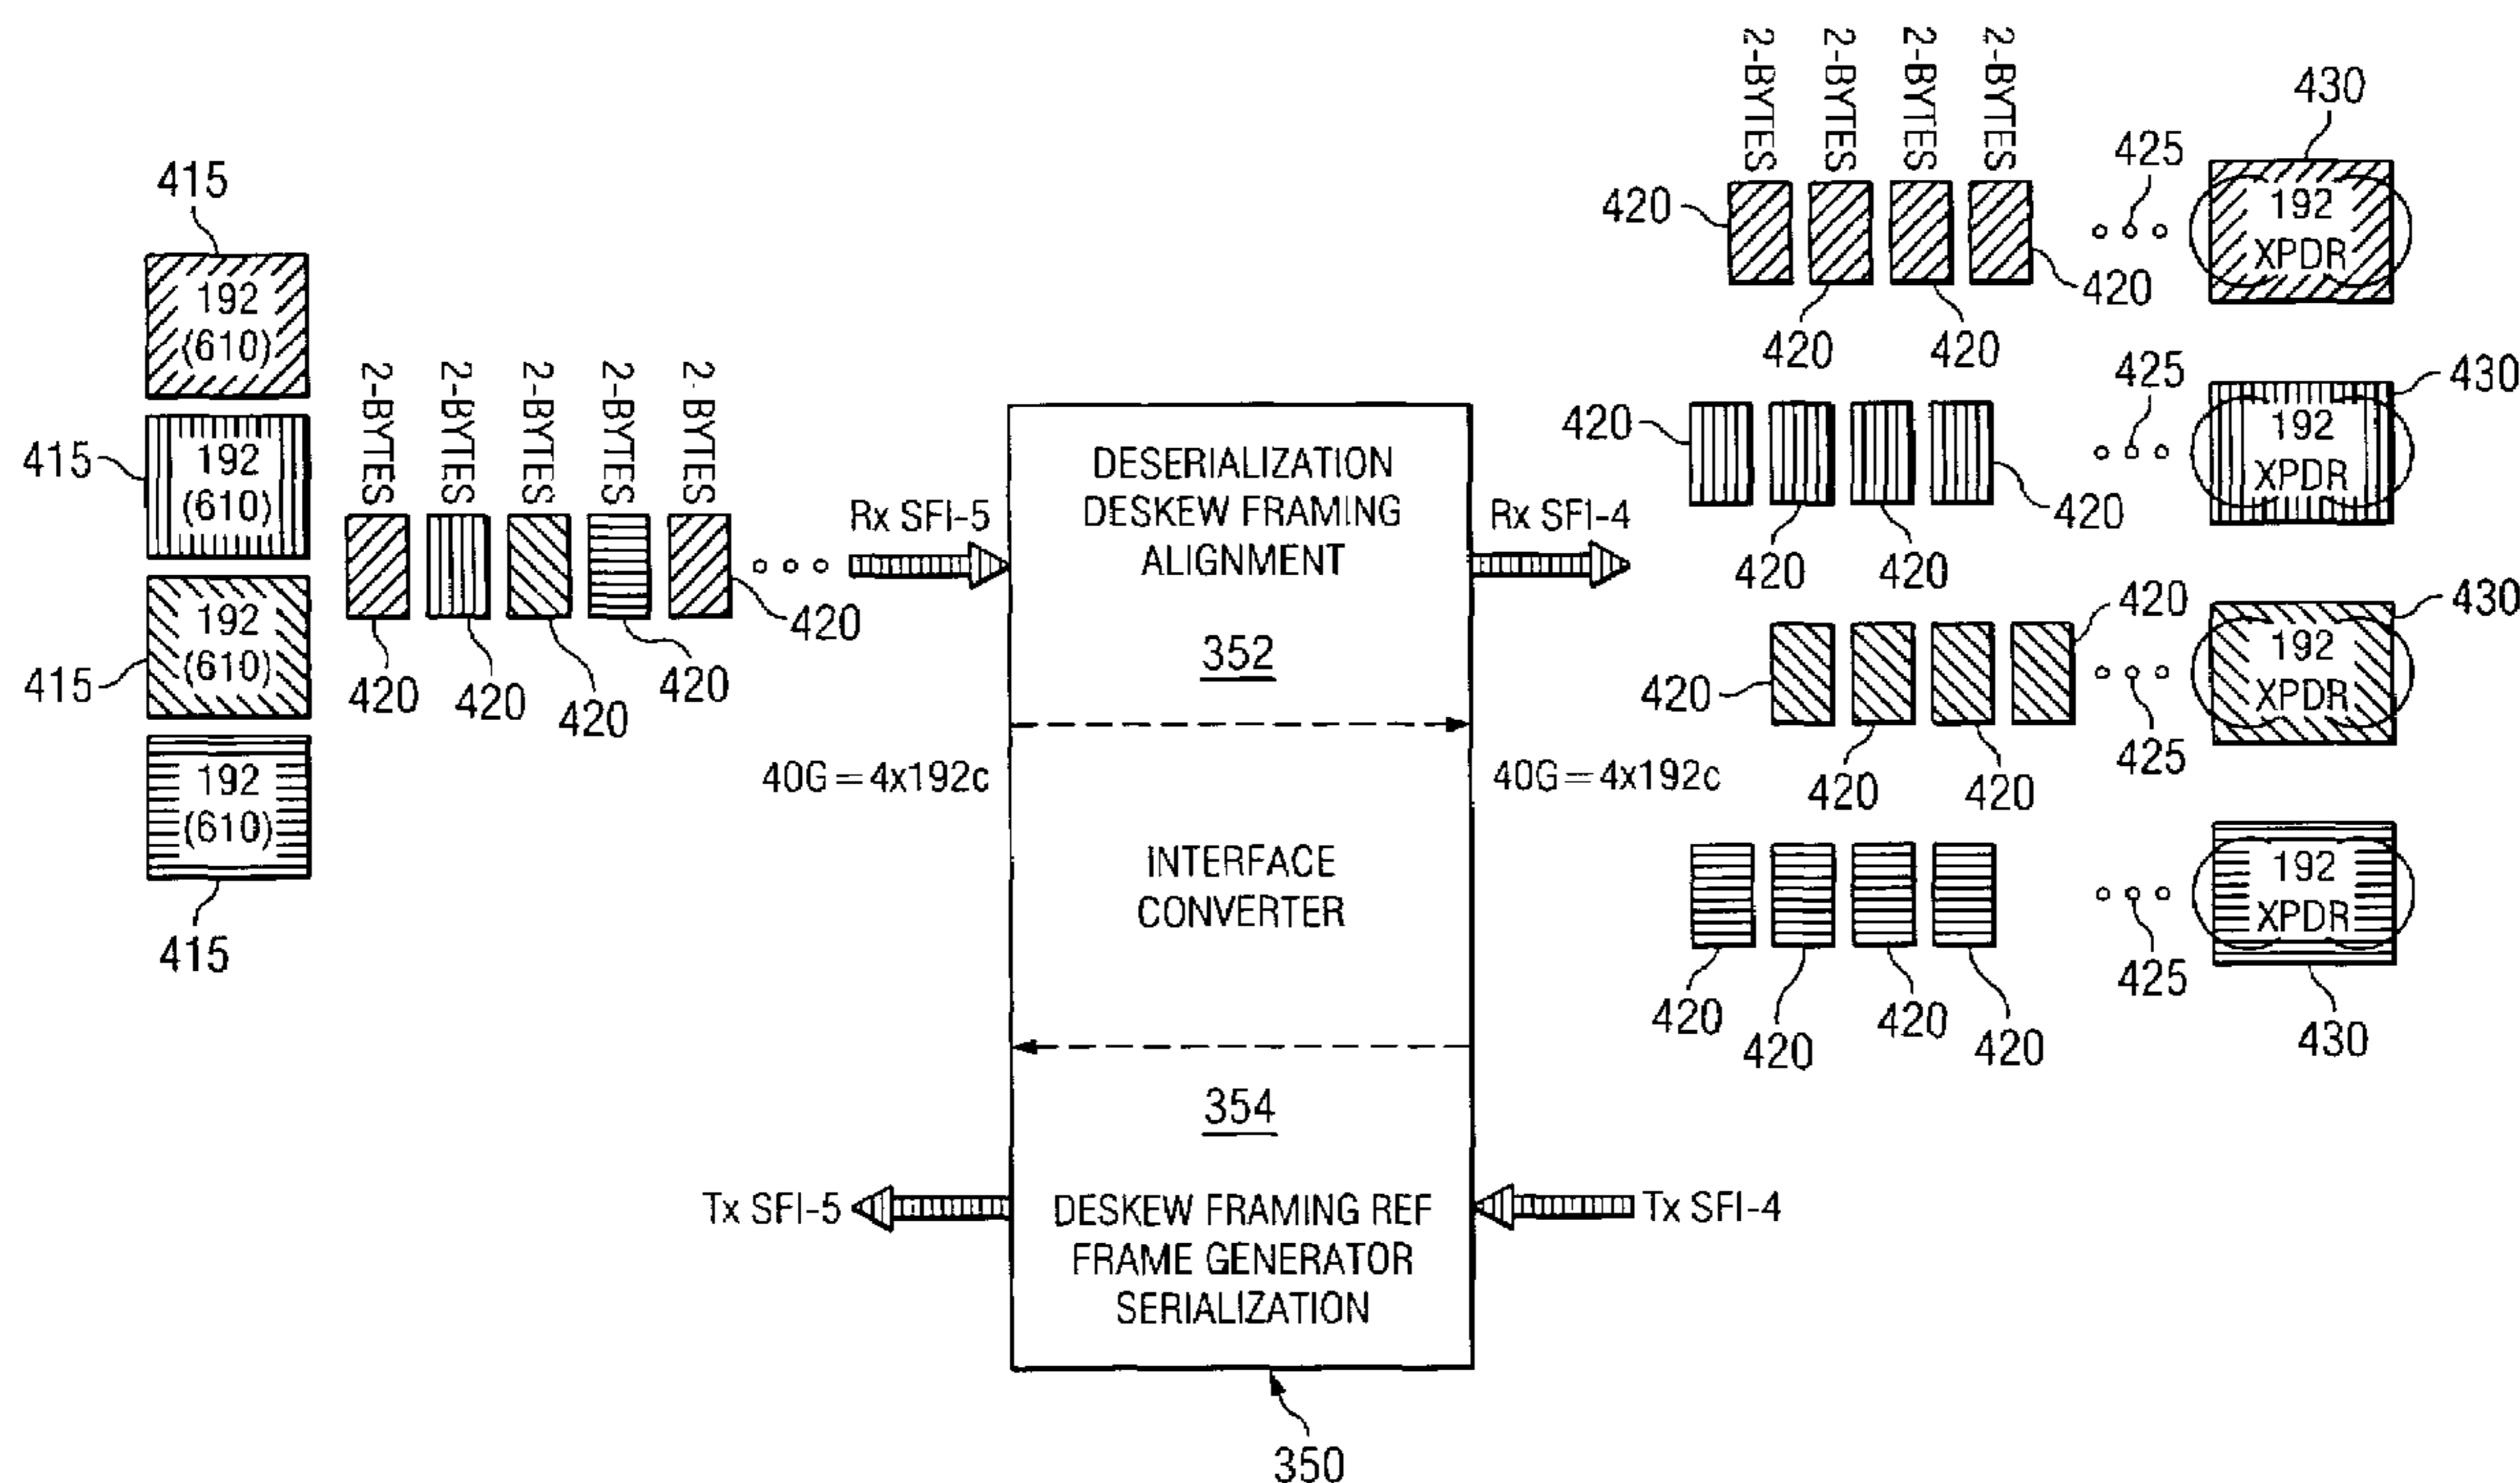 415
192
(610)
415
192
(610)
415
192
(610)
192
(610)
415
2-BYTES
2-BYTES
2-BYTES
2-BYTES
2-BYTES
420
420
420
420
420
Rx SFI-5
DESERIALIZATION
DESKEW FRAMING
ALIGNMENT
352
Rx SFI-4
40G=4x192c
40G=4x192c
INTERFACE
CONVERTER
354
Tx SFI-5
DESKEW FRAMING REF
FRAME GENERATOR
SERIALIZATION
Tx SFI-4
350
2-BYTES
2-BYTES
2-BYTES
2-BYTES
420
420
420
420
425
430
192
XPDR
420
420
420
420
425
430
192
XPDR
420
420
420
420
425
430
192
XPDR
420
420
420
420
425
192
XPDR
430